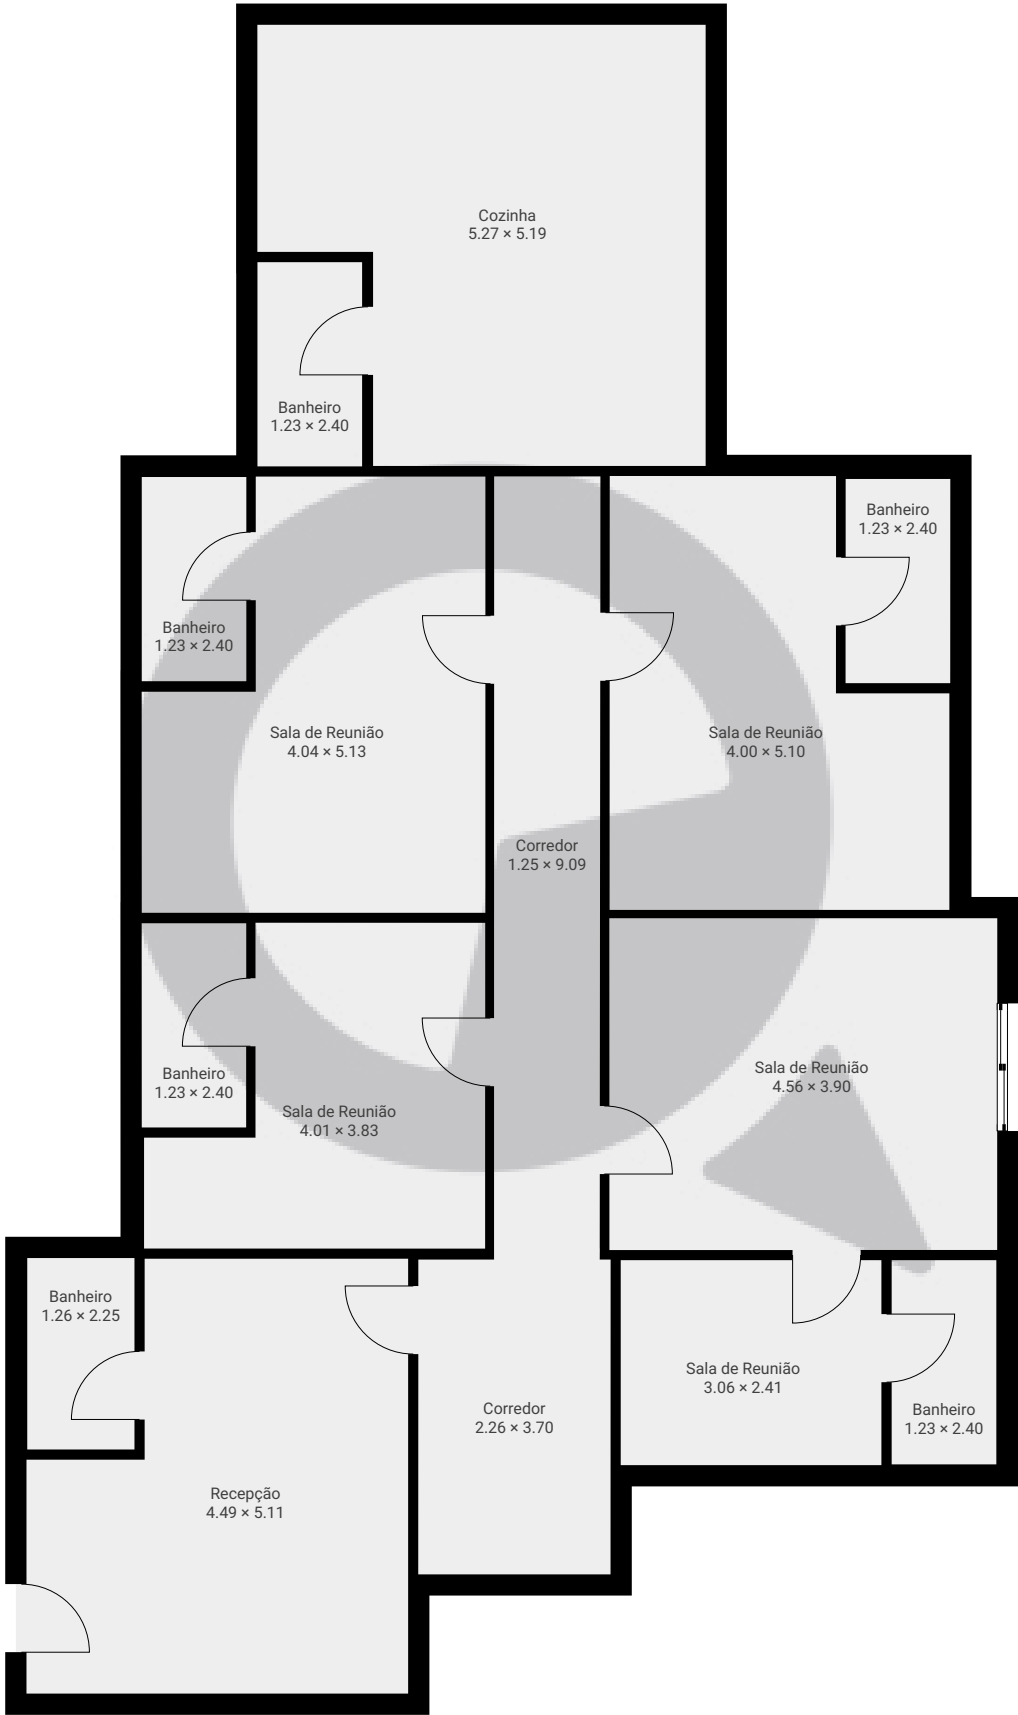 Cozinha
5.27 × 5.19
Banheiro
1.23 × 2.40
Banheiro
1.23 × 2.40
Banheiro
1.23 × 2.40
Sala de Reunião
4.04 × 5.13
Sala de Reunião
4.00 × 5.10
Corredor
1.25 × 9.09
Sala de Reunião
4.56 × 3.90
Banheiro
1.23 × 2.40
Sala de Reunião
4.01 × 3.83
Banheiro
1.26 × 2.25
Sala de Reunião
3.06 × 2.41
Banheiro
1.23 × 2.40
Corredor
2.26 × 3.70
Recepção
4.49 × 5.11